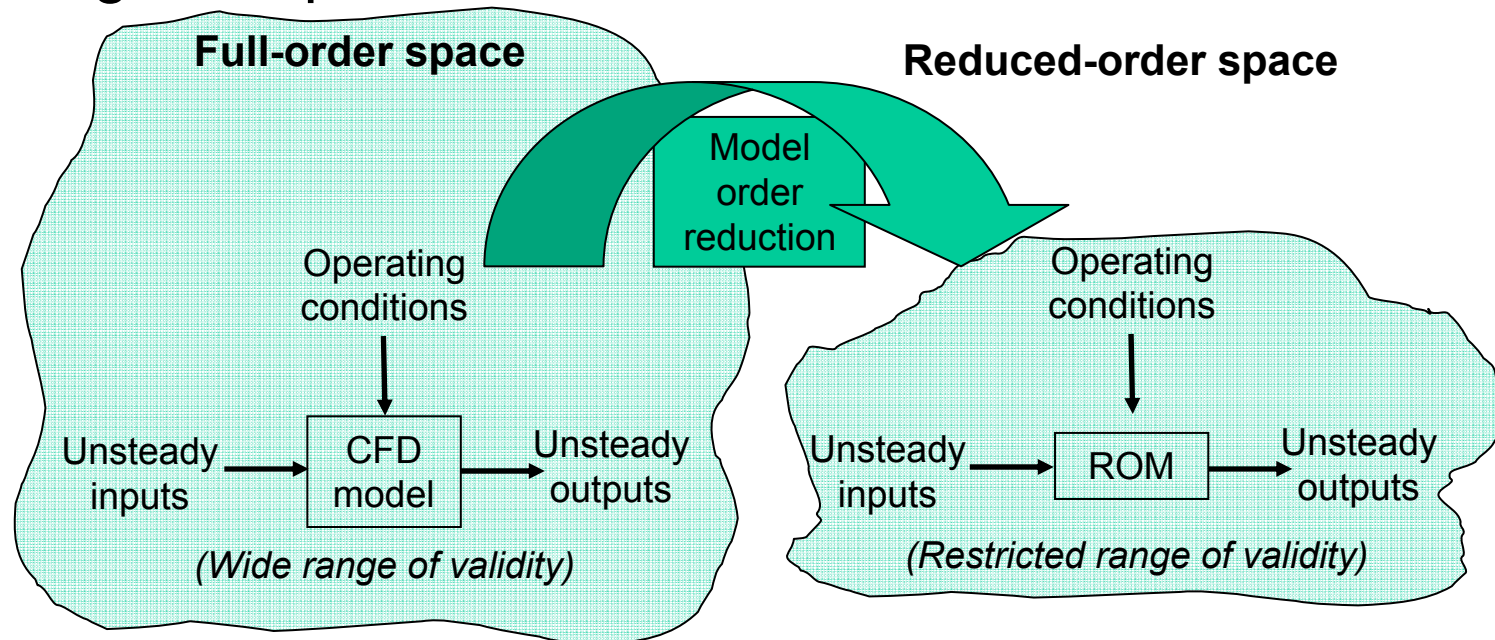 Full-order space
Reduced-order space
Model
order
reduction
Operating
conditions
Unsteady
inputs
CFD
model
Unsteady
outputs
(Wide range of validity)
Operating
conditions
Unsteady
inputs
ROM
Unsteady
outputs
(Restricted range of validity)